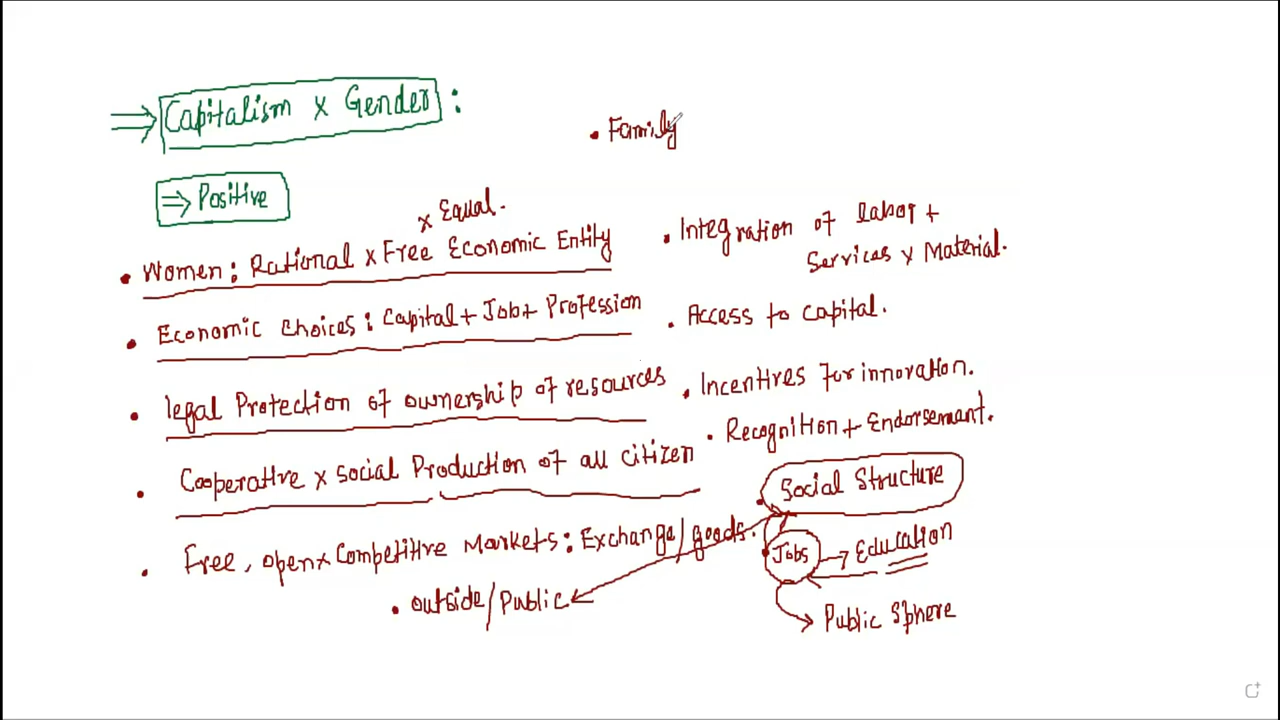 ⇒ Capitalism x Gender :
• Family
⇒ Positive
x Equal.
• Women : Rational x Free Economic Entity
• Economic choices : Capital + Job + Profession
• legal Protection of ownership of resources
• Cooperative x social Production of all citizen
• Free, open x Competitive Markets : Exchange/goods.
• outside/Public
• Integration of labor +
Services x Material.
• Access to capital.
• Incentives for innovation.
• Recognition + Endorsement.
• Social Structure
• Jobs → Education
→ Public Sphere